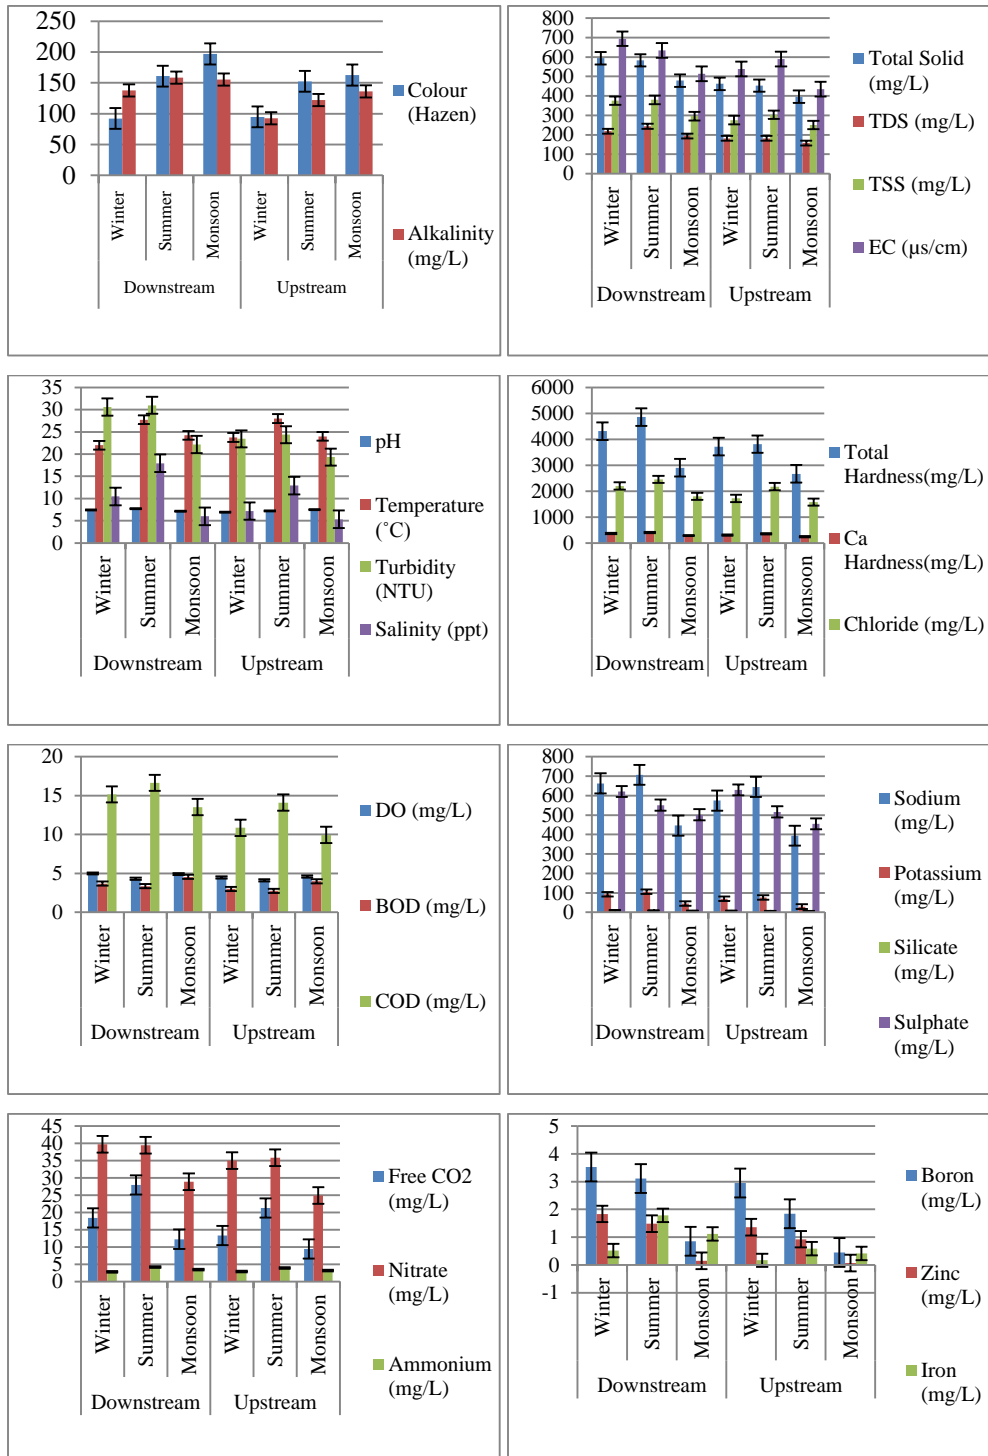 250
200
150
100
50
0
Winter
Summer
Monsoon
Winter
Summer
Monsoon
Downstream
Upstream
Colour
(Hazen)
Alkalinity
(mg/L)
800
700
600
500
400
300
200
100
0
Winter
Summer
Monsoon
Winter
Summer
Monsoon
Downstream
Upstream
Total Solid
(mg/L)
TDS (mg/L)
TSS (mg/L)
EC (µs/cm)
35
30
25
20
15
10
5
0
Winter
Summer
Monsoon
Winter
Summer
Monsoon
Downstream
Upstream
pH
Temperature
(˚C)
Turbidity
(NTU)
Salinity (ppt)
6000
5000
4000
3000
2000
1000
0
Winter
Summer
Monsoon
Winter
Summer
Monsoon
Downstream
Upstream
Total
Hardness(mg/L)
Ca
Hardness(mg/L)
Chloride (mg/L)
20
15
10
5
0
Winter
Summer
Monsoon
Winter
Summer
Monsoon
Downstream
Upstream
DO (mg/L)
BOD (mg/L)
COD (mg/L)
800
700
600
500
400
300
200
100
0
Winter
Summer
Monsoon
Winter
Summer
Monsoon
Downstream
Upstream
Sodium
(mg/L)
Potassium
(mg/L)
Silicate
(mg/L)
Sulphate
(mg/L)
45
40
35
30
25
20
15
10
5
0
Winter
Summer
Monsoon
Winter
Summer
Monsoon
Downstream
Upstream
Free CO2
(mg/L)
Nitrate
(mg/L)
Ammonium
(mg/L)
5
4
3
2
1
0
-1
Winter
Summer
Monsoon
Winter
Summer
Monsoon
Downstream
Upstream
Boron
(mg/L)
Zinc
(mg/L)
Iron
(mg/L)